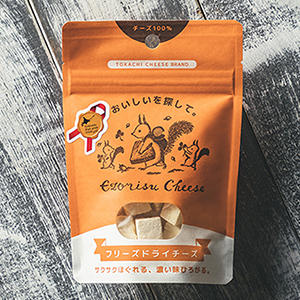 チーズ100%
TOKACHI CHEESE BRAND
おいしいを探して。
Ezorisu Cheese
フリーズドライチーズ
サクサクほぐれる、濃い味ひろがる。